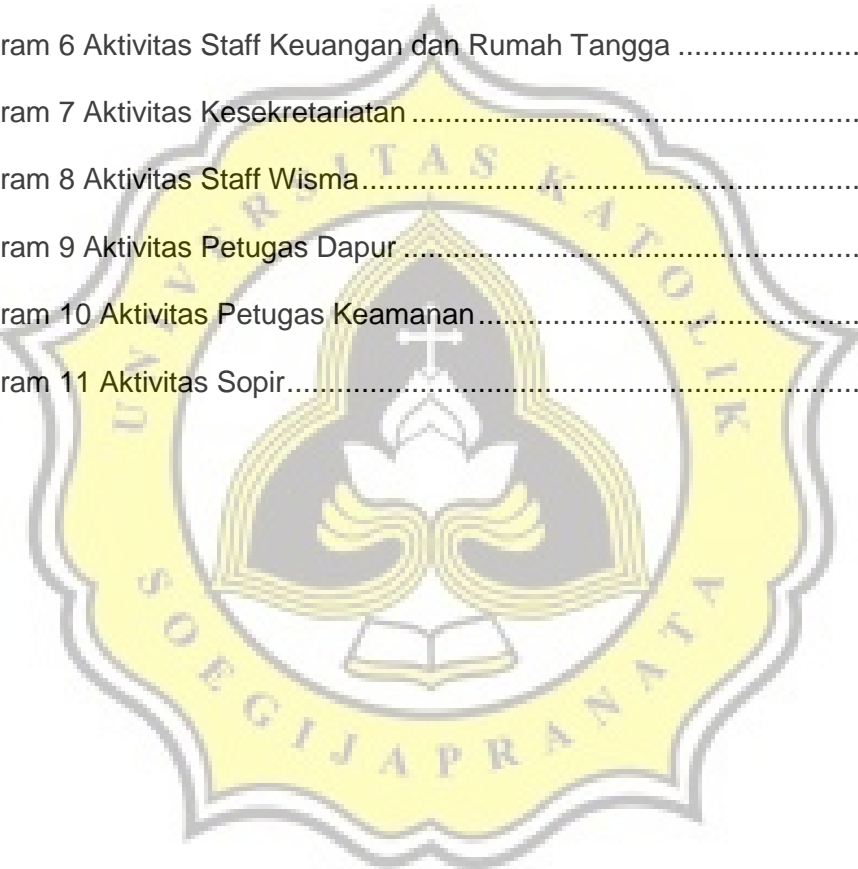 ram 6 Aktivitas Staff Keuangan dan Rumah Tangga ......................
ram 7 Aktivitas Kesekretariatan ......................................................
ram 8 Aktivitas Staff Wisma............................................................
ram 9 Aktivitas Petugas Dapur .......................................................
ram 10 Aktivitas Petugas Keamanan..............................................
ram 11 Aktivitas Sopir.....................................................................
UNIVERSITAS KATOLIK
SOEGIJAPRANATA